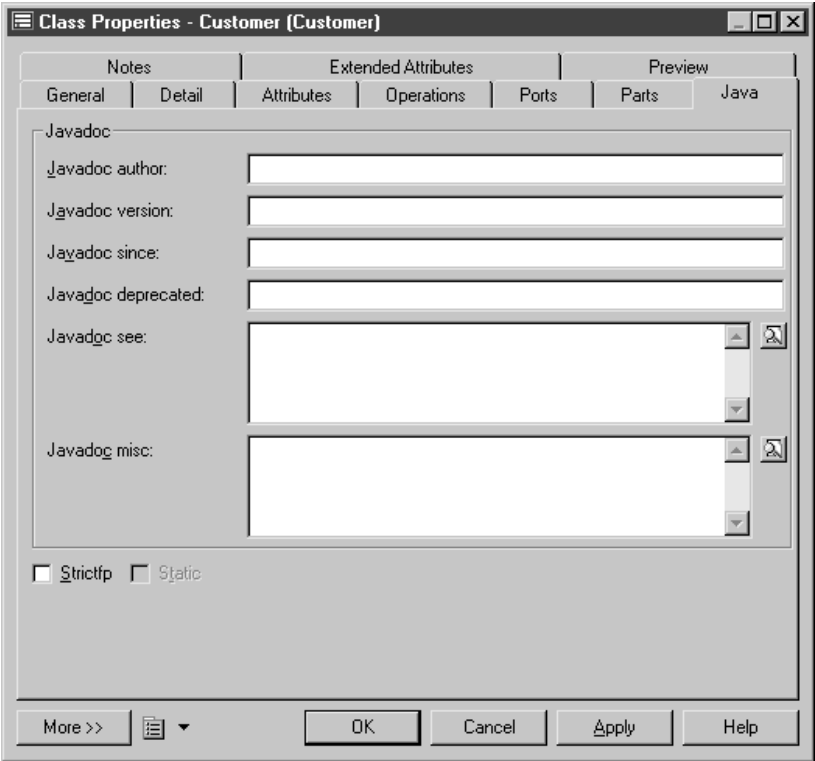 Class Properties - Customer (Customer)
Notes Extended Attributes Preview
General Detail Attributes Operations Ports Parts Java
Javadoc
Javadoc author:
Javadoc version:
Javadoc since:
Javadoc deprecated:
Javadoc see:
Javadoc misc:
Strictfp Static
More >> OK Cancel Apply Help